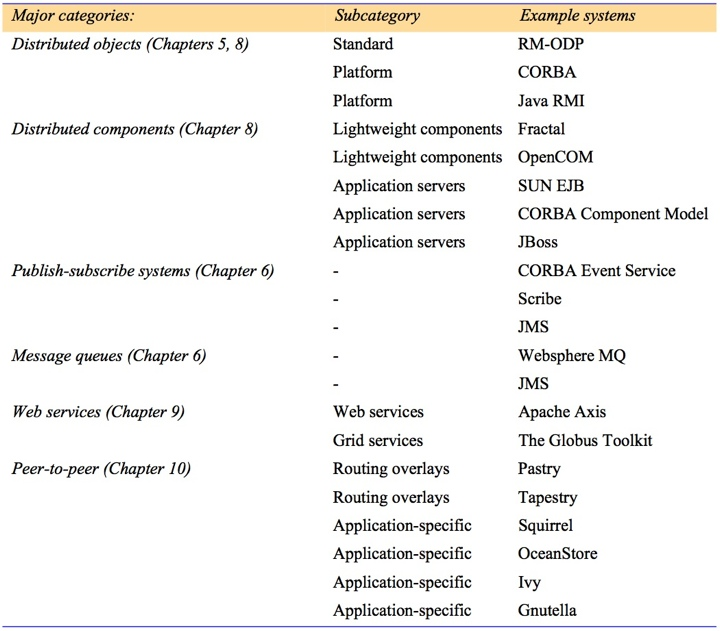 Major categories: Subcategory Example systems
Distributed objects (Chapters 5, 8) Standard RM-ODP
Platform CORBA
Platform Java RMI
Distributed components (Chapter 8) Lightweight components Fractal
Lightweight components OpenCOM
Application servers SUN EJB
Application servers CORBA Component Model
Application servers JBoss
Publish-subscribe systems (Chapter 6) - CORBA Event Service
- Scribe
- JMS
Message queues (Chapter 6) - Websphere MQ
- JMS
Web services (Chapter 9) Web services Apache Axis
Grid services The Globus Toolkit
Peer-to-peer (Chapter 10) Routing overlays Pastry
Routing overlays Tapestry
Application-specific Squirrel
Application-specific OceanStore
Application-specific Ivy
Application-specific Gnutella